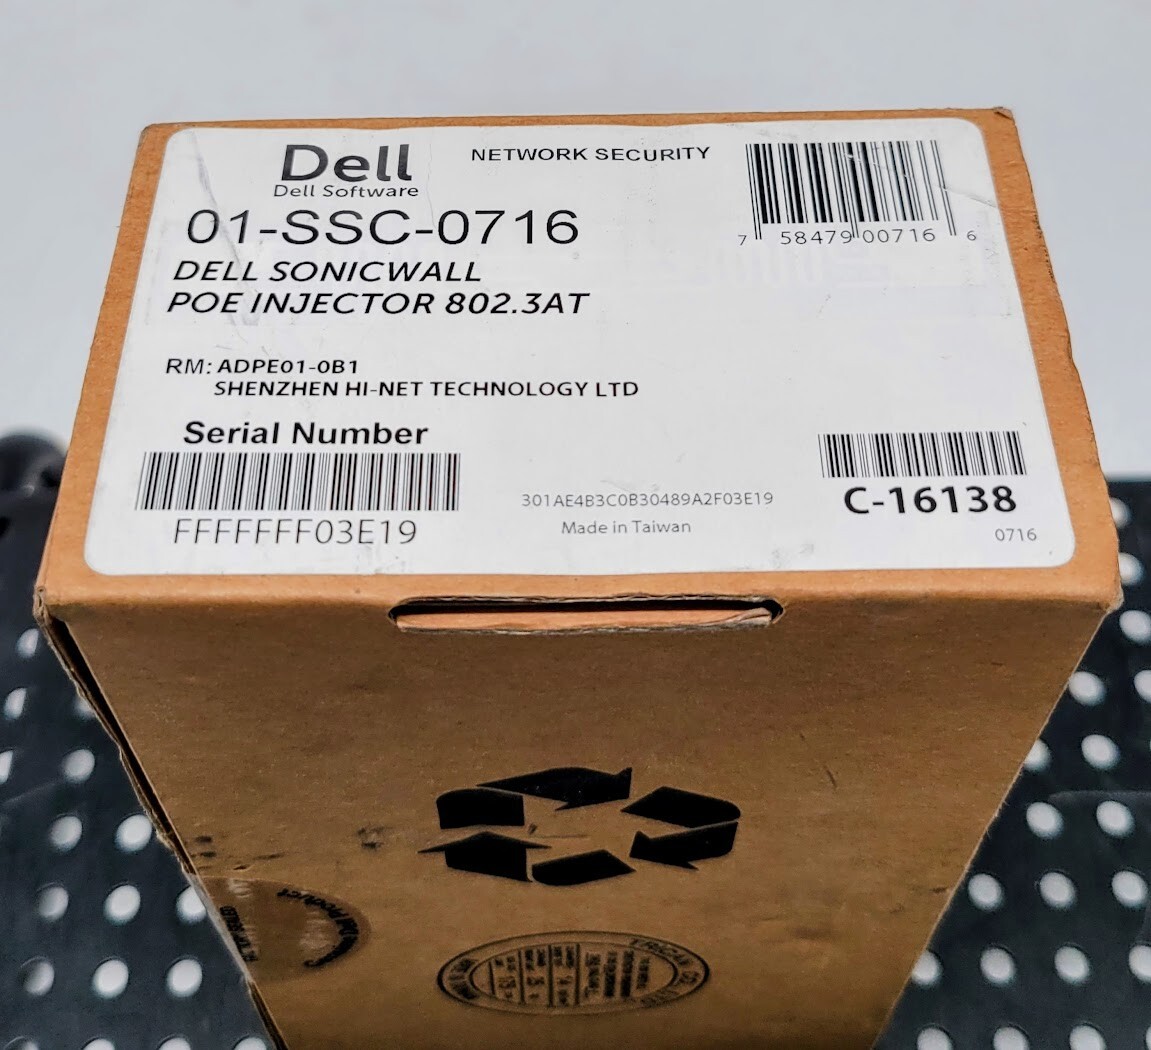 Dell
Dell Software
NETWORK SECURITY
7 58479 00716 6
01-SSC-0716
DELL SONICWALL
POE INJECTOR 802.3AT
RM: ADPE01-0B1
SHENZHEN HI-NET TECHNOLOGY LTD
Serial Number
FFFFFFF03E19
301AE4B3C0B30489A2F03E19
Made in Taiwan
C-16138
0716